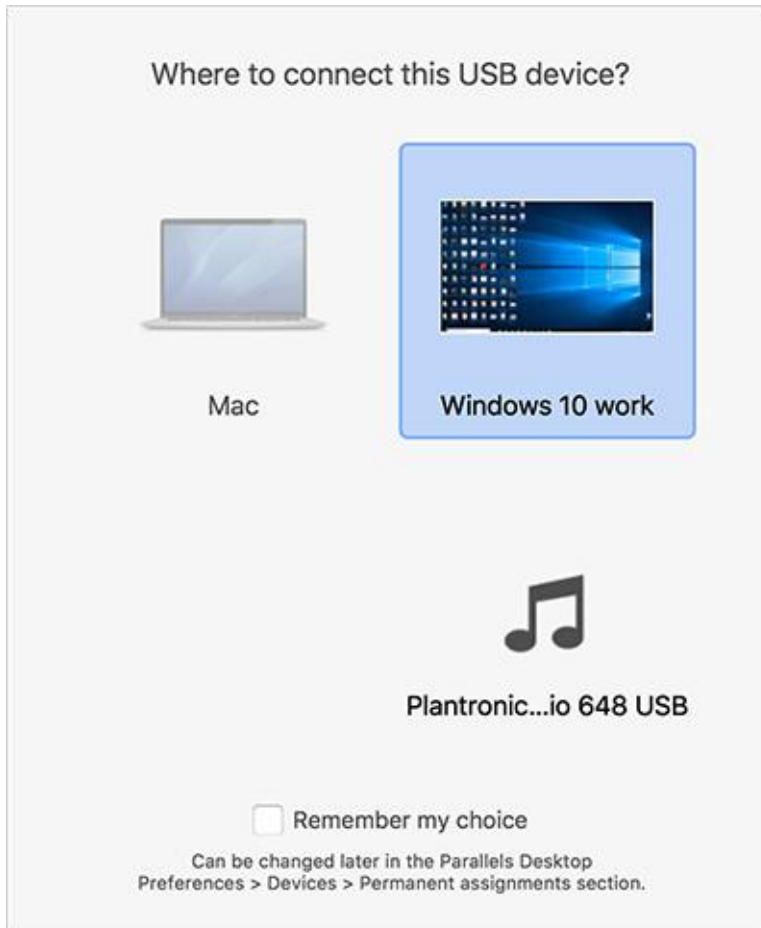 Where to connect this USB device?
Mac
Windows 10 work
Plantronic...io 648 USB
Remember my choice
Can be changed later in the Parallels Desktop
Preferences > Devices > Permanent assignments section.